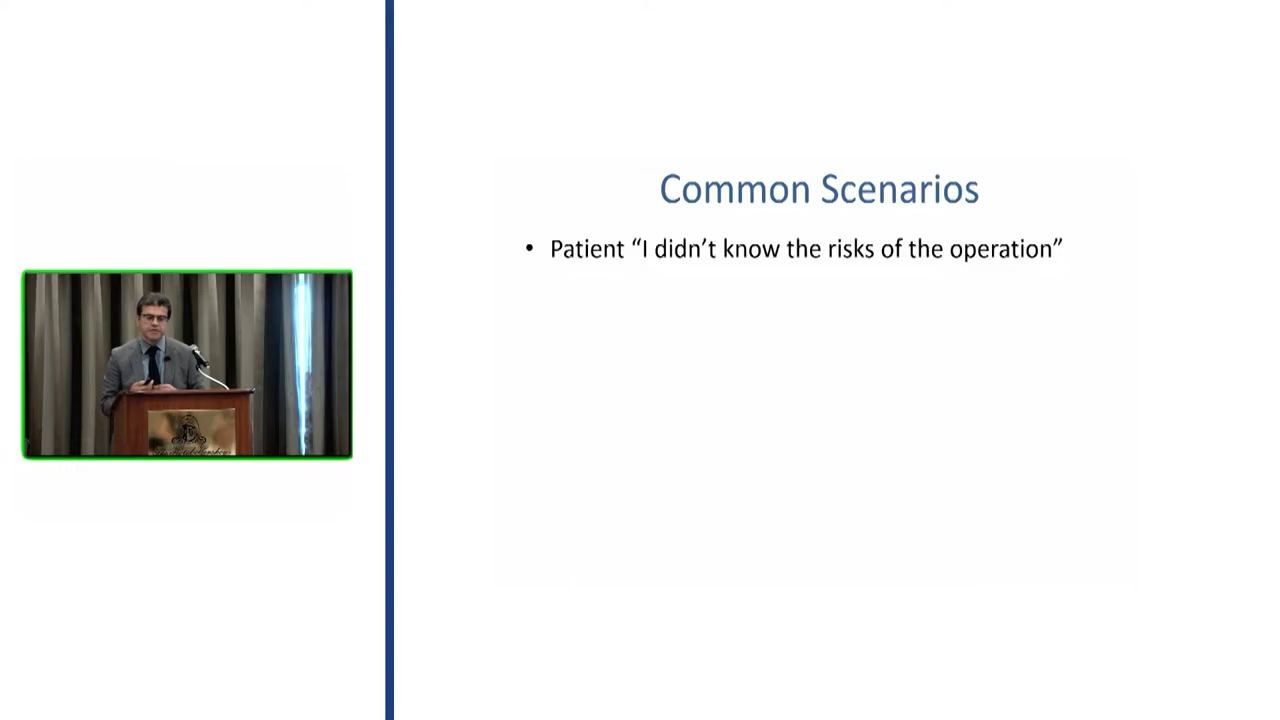 Common Scenarios
• Patient “I didn’t know the risks of the operation”